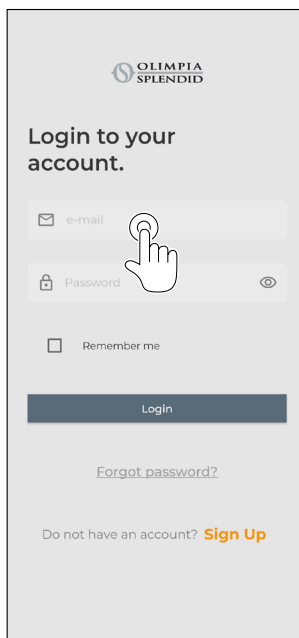 OLIMPIA
SPLENDID
Login to your
account.
e-mail
Password
Remember me
Login
Forgot password?
Do not have an account? Sign Up